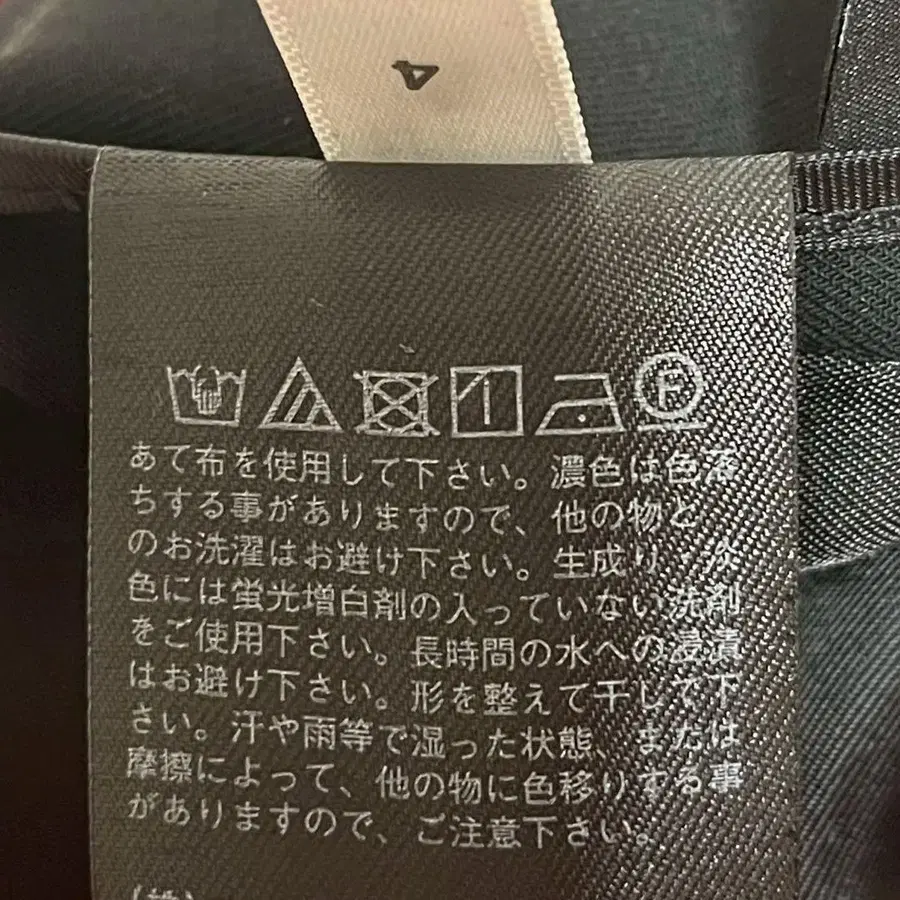 4
あて布を使用して下さい。濃色は色落
ちする事がありますので、他の物と
のお洗濯はお避け下さい。生成り・淡
色には蛍光増白剤の入っていない洗剤
をご使用下さい。長時間の水への浸漬
はお避け下さい。形を整えて干して下
さい。汗や雨等で湿った状態、または
摩擦によって、他の物に色移りする事
がありますので、ご注意下さい。